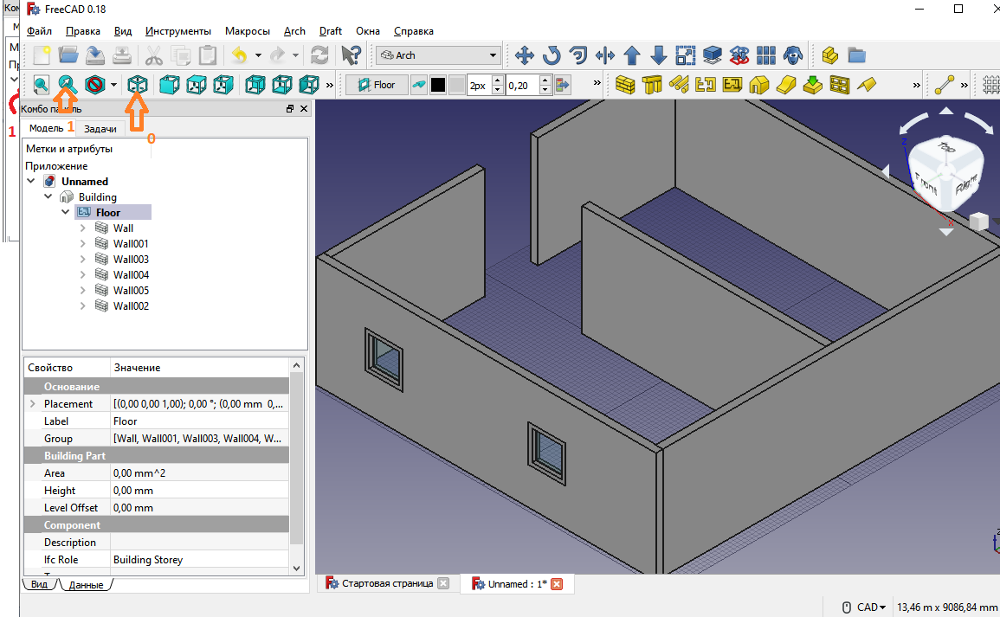 Ко
FreeCAD 0.18
М
Файл Правка Вид Инструменты Макросы Arch Draft Окна Справка
М
Arch
Пр
Floor 2px 0,20 » »
Комбо панель
1 Модель 1 Задачи 0
Метки и атрибуты
Приложение
Unnamed
Building
Floor
Wall
Wall001
Wall003
Wall004
Wall005
Wall002
Z Top
Front Right
X
Свойство Значение
Основание
Placement [(0,00 0,00 1,00); 0,00 °; (0,00 mm 0,...
Label Floor
Group [Wall, Wall001, Wall003, Wall004, W...
Building Part
Area 0,00 mm^2
Height 0,00 mm
Level Offset 0,00 mm
Component
Description
Ifc Role Building Storey
Вид Данные
Стартовая страница Unnamed : 1*
CAD 13,46 m x 9086,84 mm